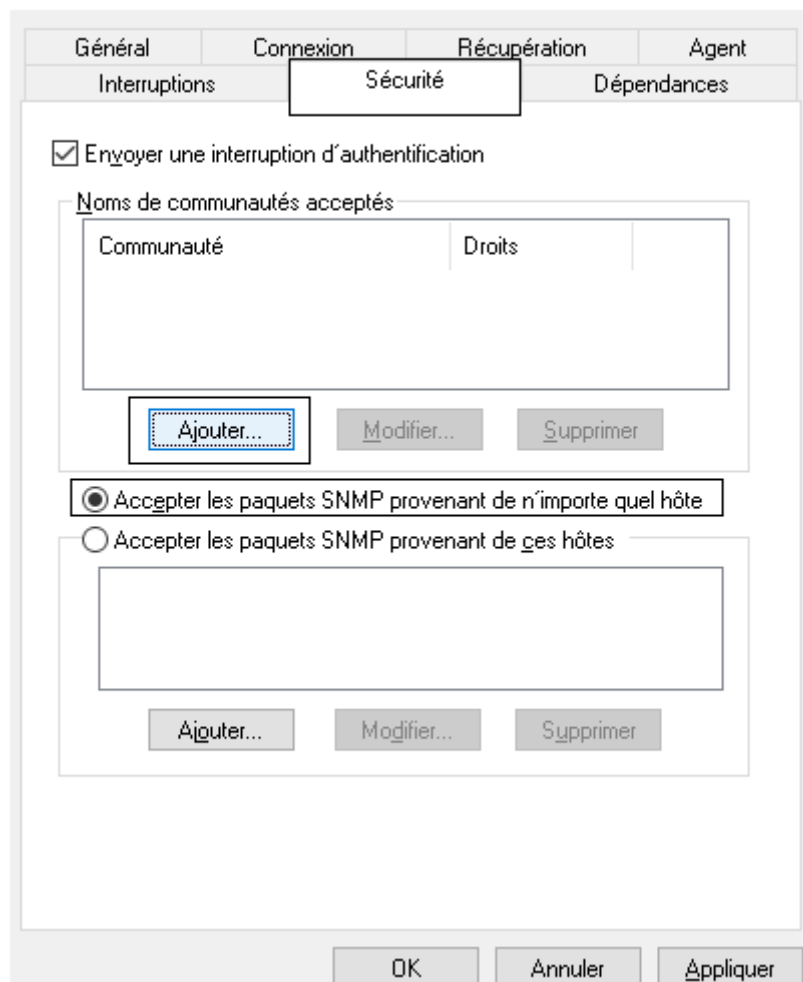 Général Connexion Récupération Agent
Interruptions Sécurité Dépendances
Envoyer une interruption d´authentification
Noms de communautés acceptés
Communauté Droits
Ajouter... Modifier... Supprimer
Accepter les paquets SNMP provenant de n´importe quel hôte
Accepter les paquets SNMP provenant de ces hôtes
Ajouter... Modifier... Supprimer
OK Annuler Appliquer